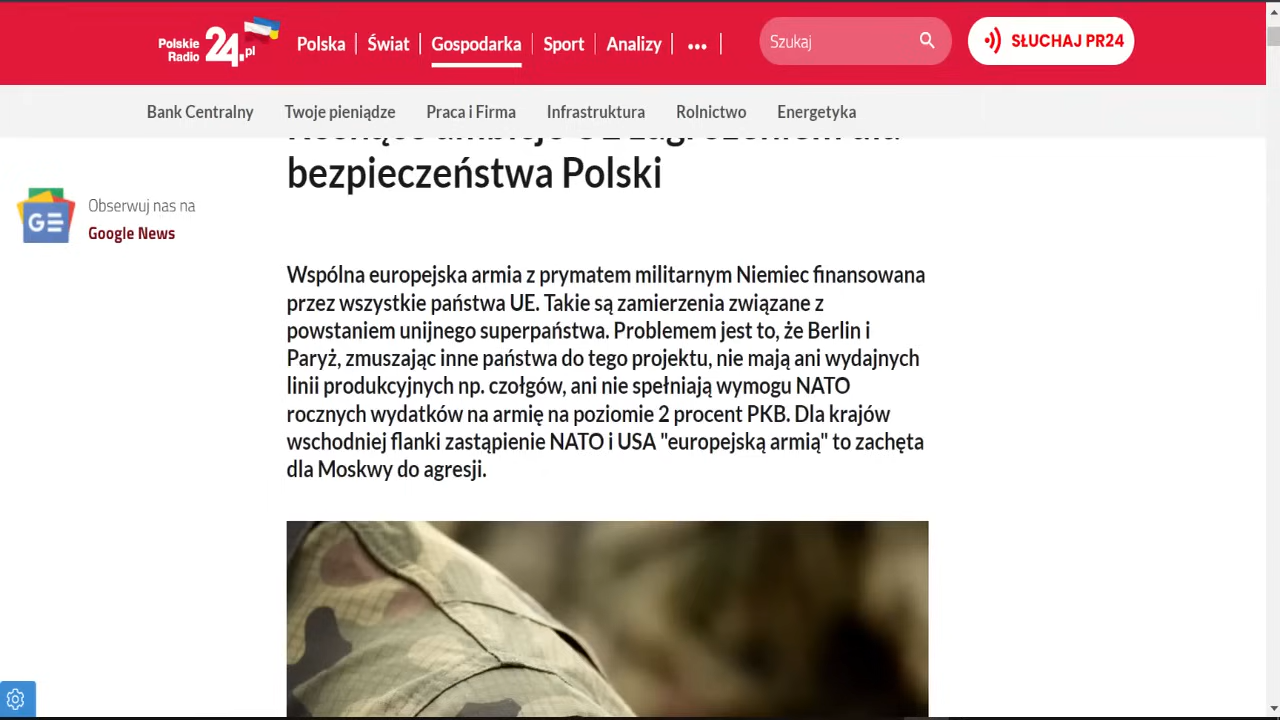 Polskie
Radio 24.pl
Polska
Świat
Gospodarka
Sport
Analizy
•••
Szukaj
SŁUCHAJ PR24
Bank Centralny
Twoje pieniądze
Praca i Firma
Infrastruktura
Rolnictwo
Energetyka
bezpieczeństwa Polski
GE
Obserwuj nas na
Google News
Wspólna europejska armia z prymatem militarnym Niemiec finansowana
przez wszystkie państwa UE. Takie są zamierzenia związane z
powstaniem unijnego superpaństwa. Problemem jest to, że Berlin i
Paryż, zmuszając inne państwa do tego projektu, nie mają ani wydajnych
linii produkcyjnych np. czołgów, ani nie spełniają wymogu NATO
rocznych wydatków na armię na poziomie 2 procent PKB. Dla krajów
wschodniej flanki zastąpienie NATO i USA "europejską armią" to zachęta
dla Moskwy do agresji.